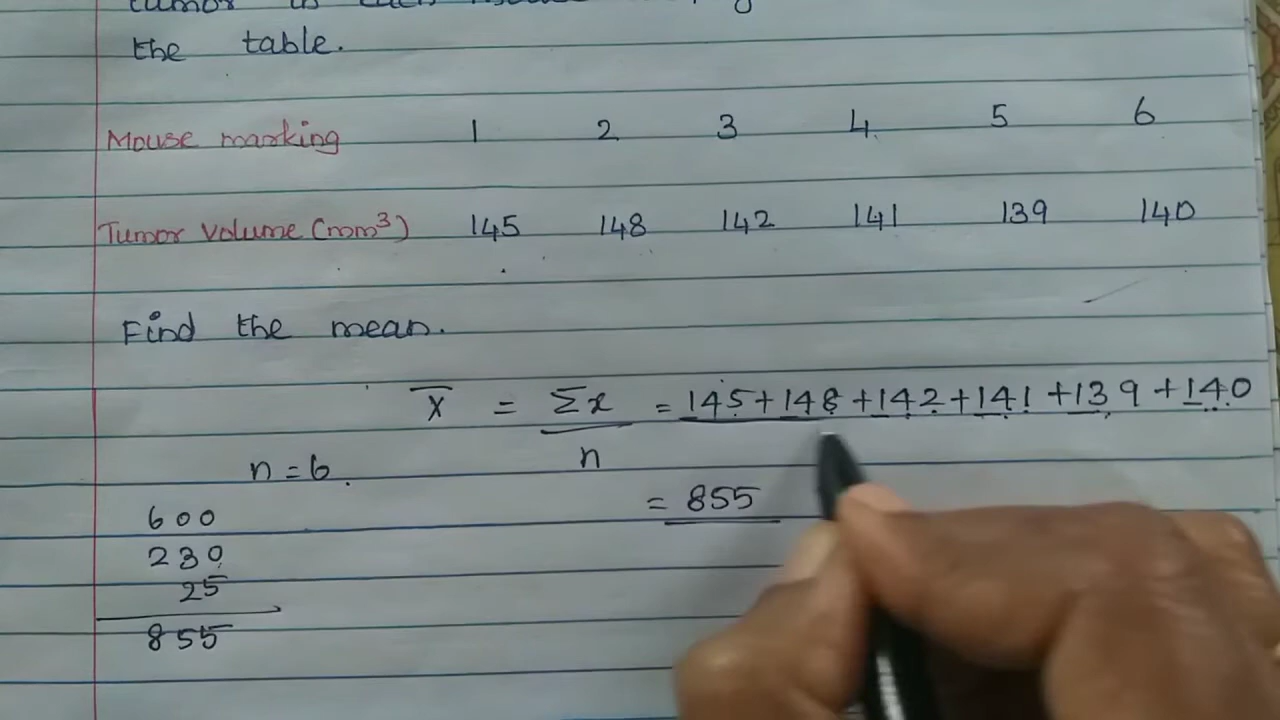 the table.
Mouse marking 1 2 3 4 5 6
Tumor volume (mm³) 145 148 142 141 139 140
Find the mean.
x̄ = Σx = 145+148+142+141+139+140
n
n = 6.
= 855
600
230
25
855